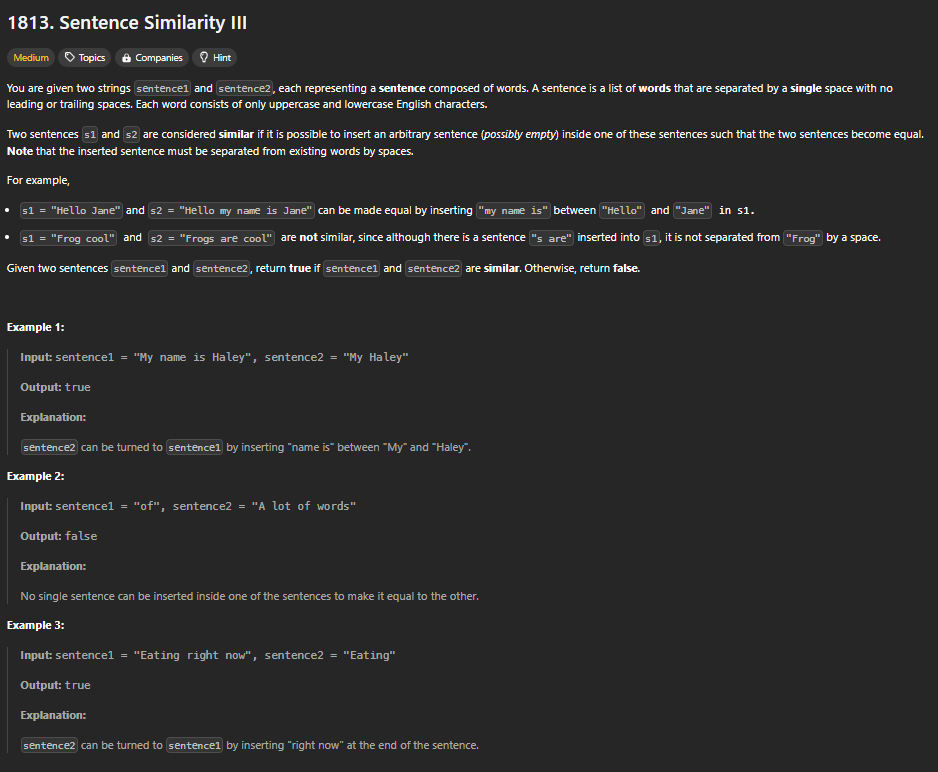 1813. Sentence Similarity III
Medium Topics Companies Hint
You are given two strings sentence1 and sentence2, each representing a sentence composed of words. A sentence is a list of words that are separated by a single space with no
leading or trailing spaces. Each word consists of only uppercase and lowercase English characters.
Two sentences s1 and s2 are considered similar if it is possible to insert an arbitrary sentence (possibly empty) inside one of these sentences such that the two sentences become equal.
Note that the inserted sentence must be separated from existing words by spaces.
For example,
• s1 = "Hello Jane" and s2 = "Hello my name is Jane" can be made equal by inserting "my name is" between "Hello" and "Jane" in s1.
• s1 = "Frog cool" and s2 = "Frogs are cool" are not similar, since although there is a sentence "s are" inserted into s1, it is not separated from "Frog" by a space.
Given two sentences sentence1 and sentence2, return true if sentence1 and sentence2 are similar. Otherwise, return false.
Example 1:
Input: sentence1 = "My name is Haley", sentence2 = "My Haley"
Output: true
Explanation:
sentence2 can be turned to sentence1 by inserting "name is" between "My" and "Haley".
Example 2:
Input: sentence1 = "of", sentence2 = "A lot of words"
Output: false
Explanation:
No single sentence can be inserted inside one of the sentences to make it equal to the other.
Example 3:
Input: sentence1 = "Eating right now", sentence2 = "Eating"
Output: true
Explanation:
sentence2 can be turned to sentence1 by inserting "right now" at the end of the sentence.